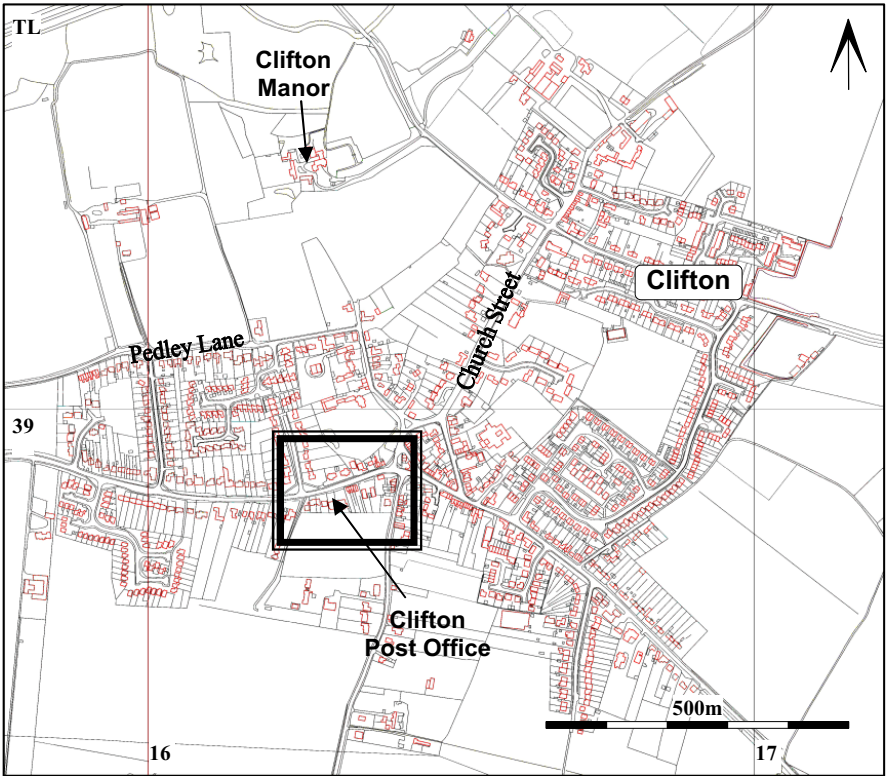 TL
Clifton
Manor
Clifton
Church Street
Pedley Lane
39
Clifton
Post Office
500m
16
17